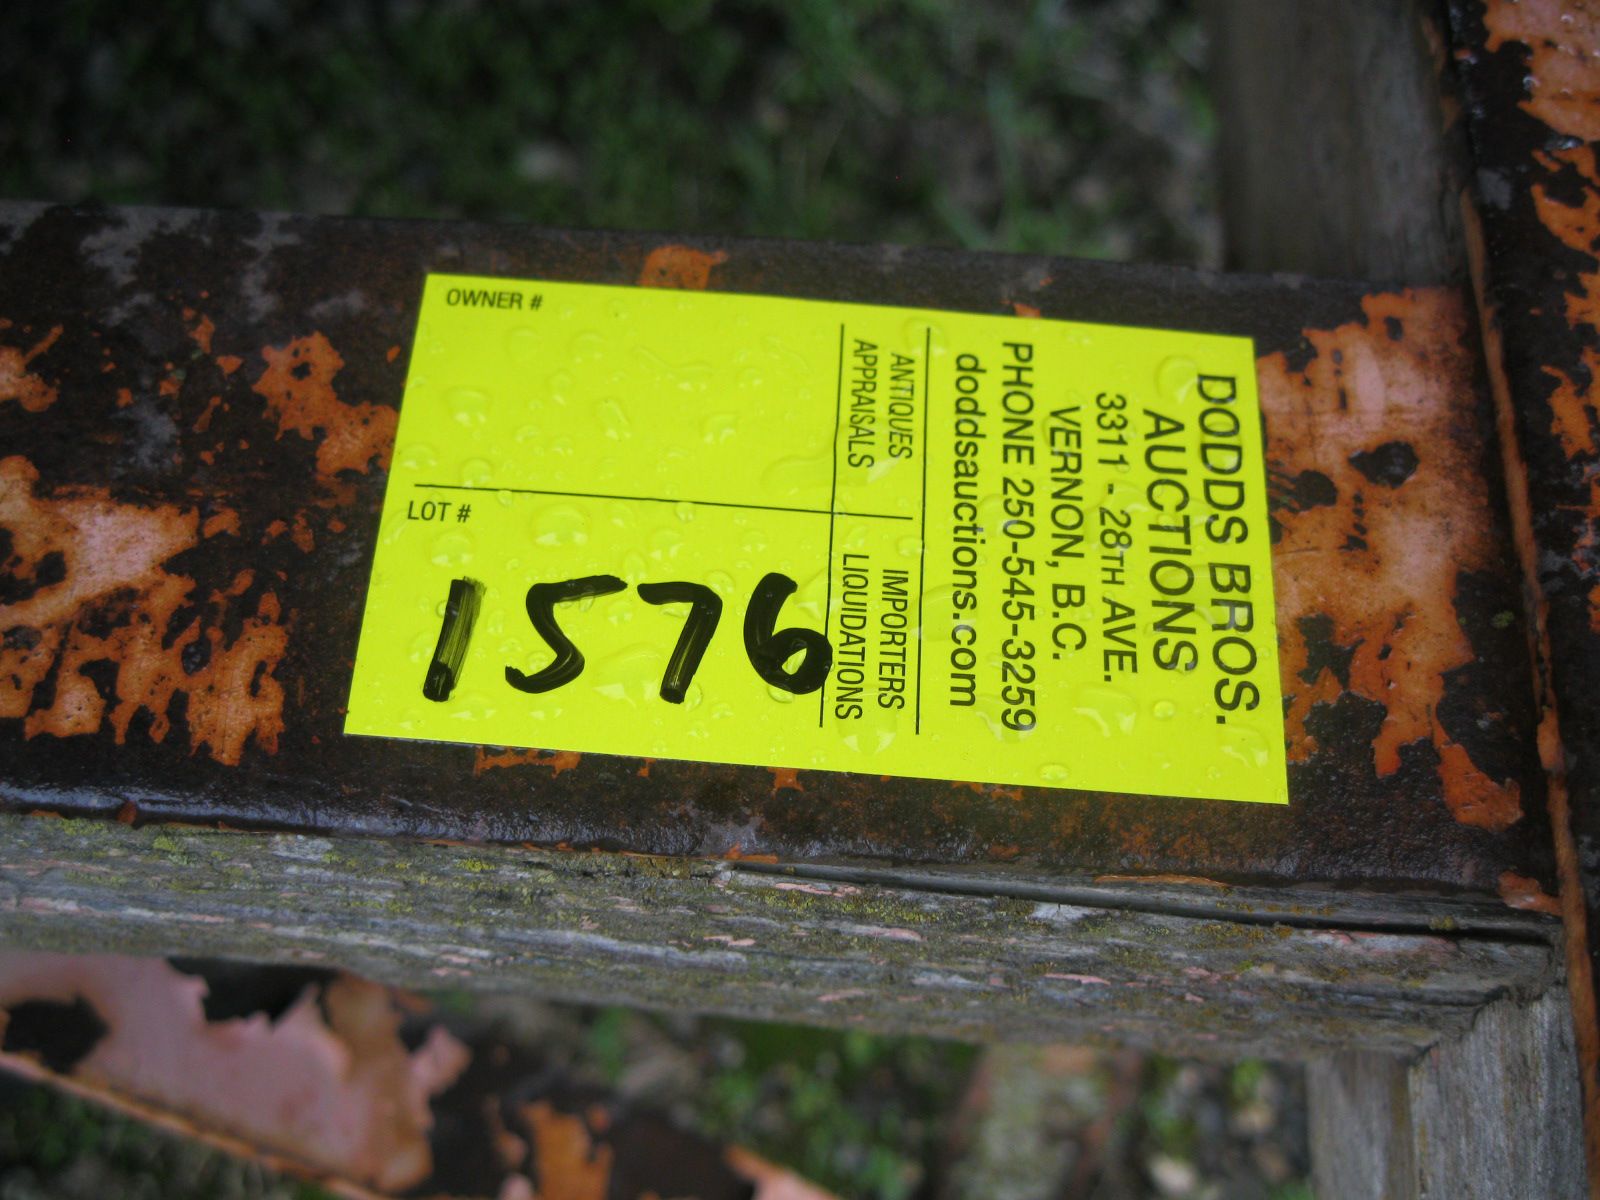 DODDS BROS.
AUCTIONS
3311 - 28TH AVE.
VERNON, B.C.
PHONE 250-545-3259
doddsauctions.com
ANTIQUES
APPRAISALS
IMPORTERS
LIQUIDATIONS
OWNER #
LOT #
1576